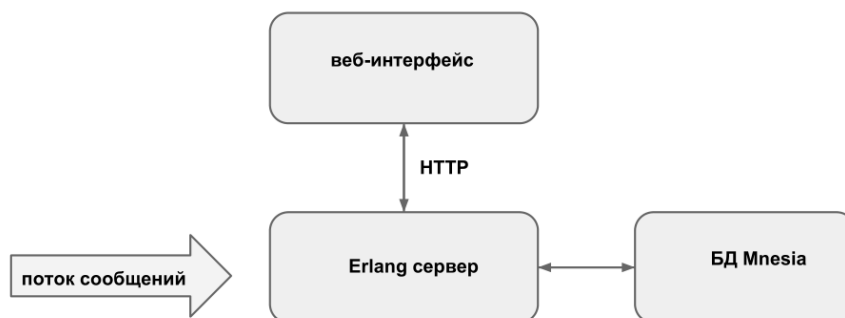 веб-интерфейс
HTTP
поток сообщений
Erlang сервер
БД Mnesia